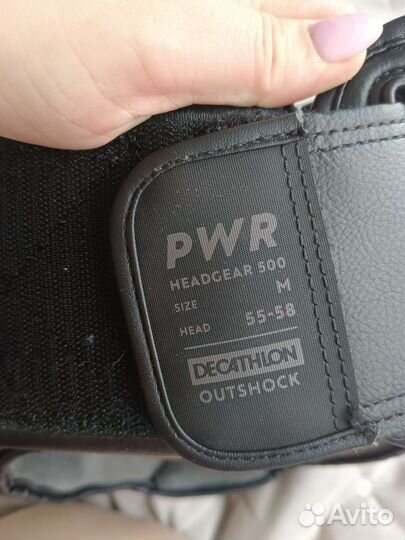 PWR
HEADGEAR 500
SIZE M
HEAD 55-58
DECATHLON
OUTSHOCK
Avito